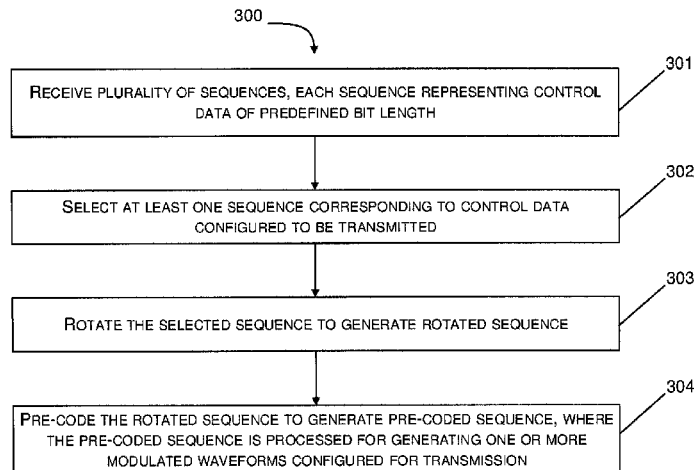 300
301
RECEIVE PLURALITY OF SEQUENCES, EACH SEQUENCE REPRESENTING CONTROL
DATA OF PREDEFINED BIT LENGTH
302
SELECT AT LEAST ONE SEQUENCE CORRESPONDING TO CONTROL DATA
CONFIGURED TO BE TRANSMITTED
303
ROTATE THE SELECTED SEQUENCE TO GENERATE ROTATED SEQUENCE
304
PRE-CODE THE ROTATED SEQUENCE TO GENERATE PRE-CODED SEQUENCE, WHERE
THE PRE-CODED SEQUENCE IS PROCESSED FOR GENERATING ONE OR MORE
MODULATED WAVEFORMS CONFIGURED FOR TRANSMISSION